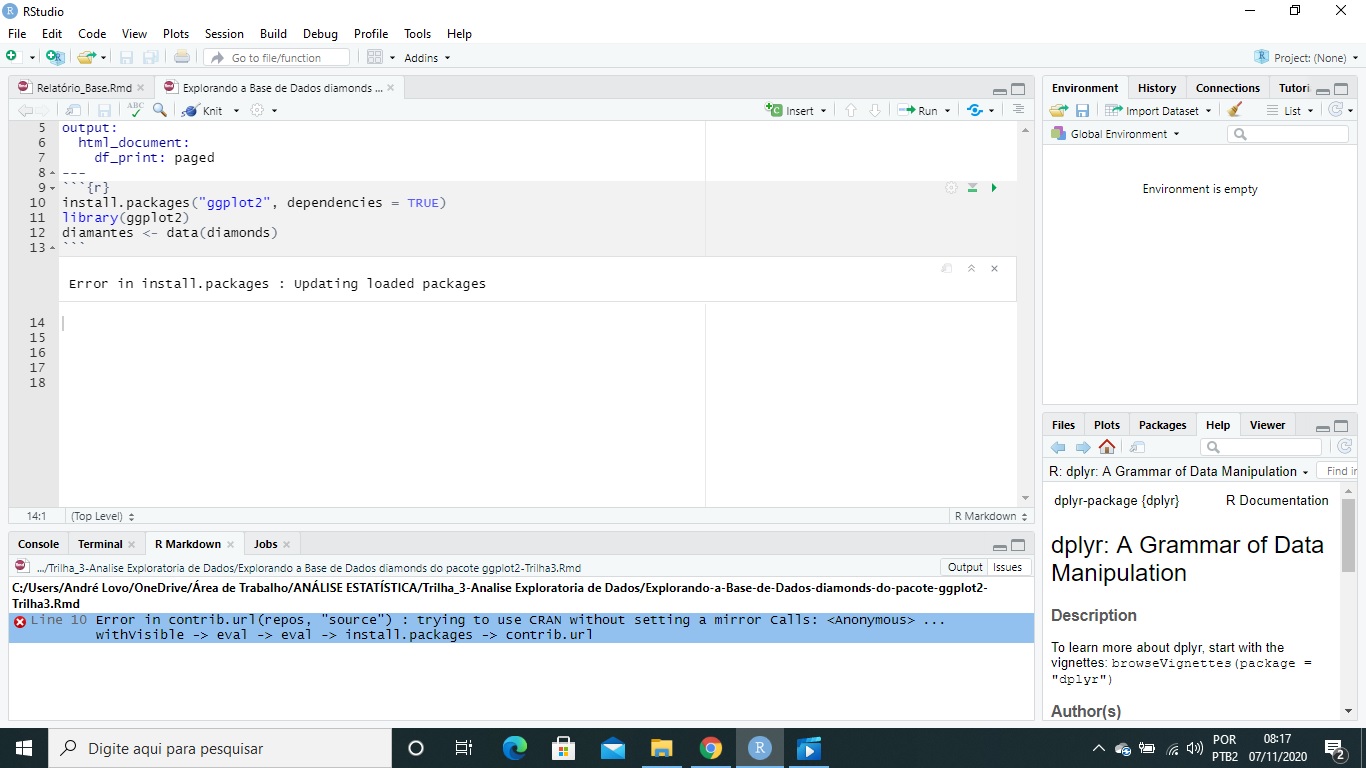 RStudio
File Edit Code View Plots Session Build Debug Profile Tools Help
Go to file/function Addins Project: (None)
Relatório_Base.Rmd Explorando a Base de Dados diamonds ...
ABC Knit Insert Run
5 output:
6 html_document:
7 df_print: paged
8 ---
9 ```{r}
10 install.packages("ggplot2", dependencies = TRUE)
11 library(ggplot2)
12 diamantes <- data(diamonds)
13 ```
Error in install.packages : Updating loaded packages
14
15
16
17
18
14:1 (Top Level) R Markdown
Console Terminal R Markdown Jobs
.../Trilha_3-Analise Exploratoria de Dados/Explorando a Base de Dados diamonds do pacote ggplot2-Trilha3.Rmd Output Issues
C:/Users/André Lovo/OneDrive/Área de Trabalho/ANÁLISE ESTATÍSTICA/Trilha_3-Analise Exploratoria de Dados/Explorando-a-Base-de-Dados-diamonds-do-pacote-ggplot2-
Trilha3.Rmd
Line 10 Error in contrib.url(repos, "source") : trying to use CRAN without setting a mirror Calls: <Anonymous> ...
withVisible -> eval -> eval -> install.packages -> contrib.url
Environment History Connections Tutori
Import Dataset List
Global Environment
Environment is empty
Files Plots Packages Help Viewer
R: dplyr: A Grammar of Data Manipulation Find in
dplyr-package {dplyr} R Documentation
dplyr: A Grammar of Data
Manipulation
Description
To learn more about dplyr, start with the
vignettes: browseVignettes(package =
"dplyr")
Author(s)
Digite aqui para pesquisar
POR 08:17
PTB2 07/11/2020 2